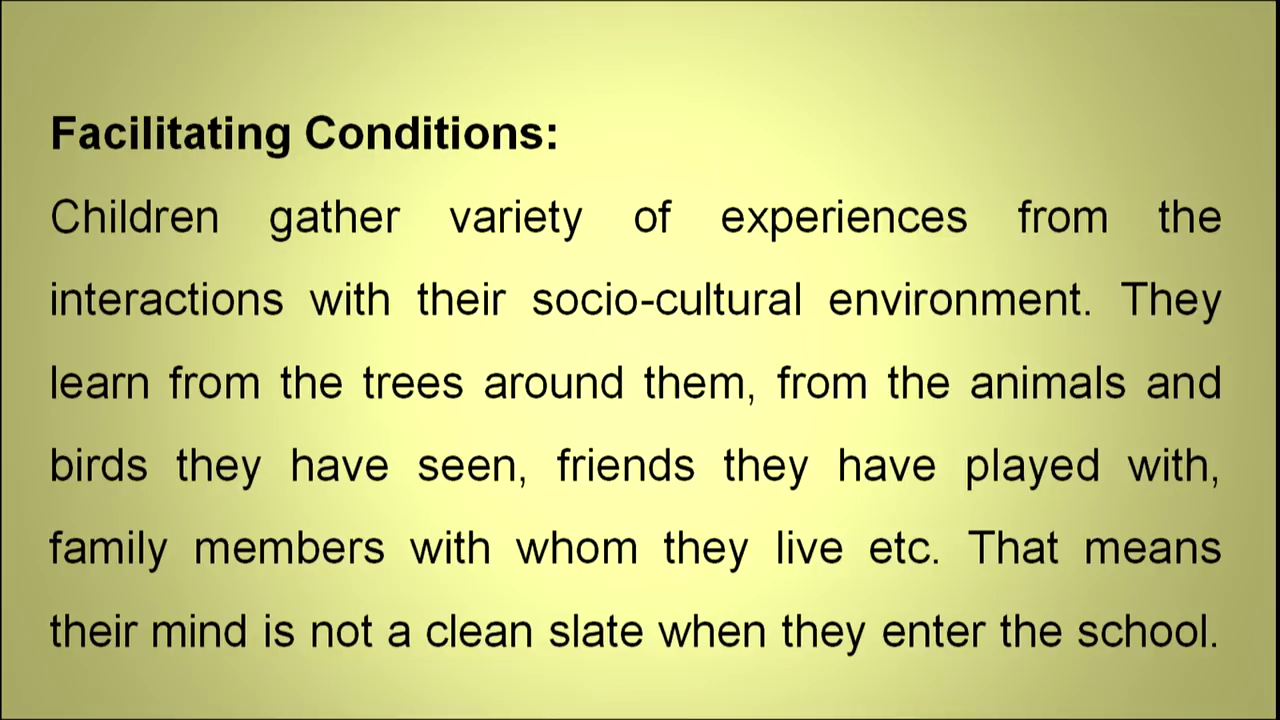 Facilitating Conditions:
Children gather variety of experiences from the
interactions with their socio-cultural environment. They
learn from the trees around them, from the animals and
birds they have seen, friends they have played with,
family members with whom they live etc. That means
their mind is not a clean slate when they enter the school.